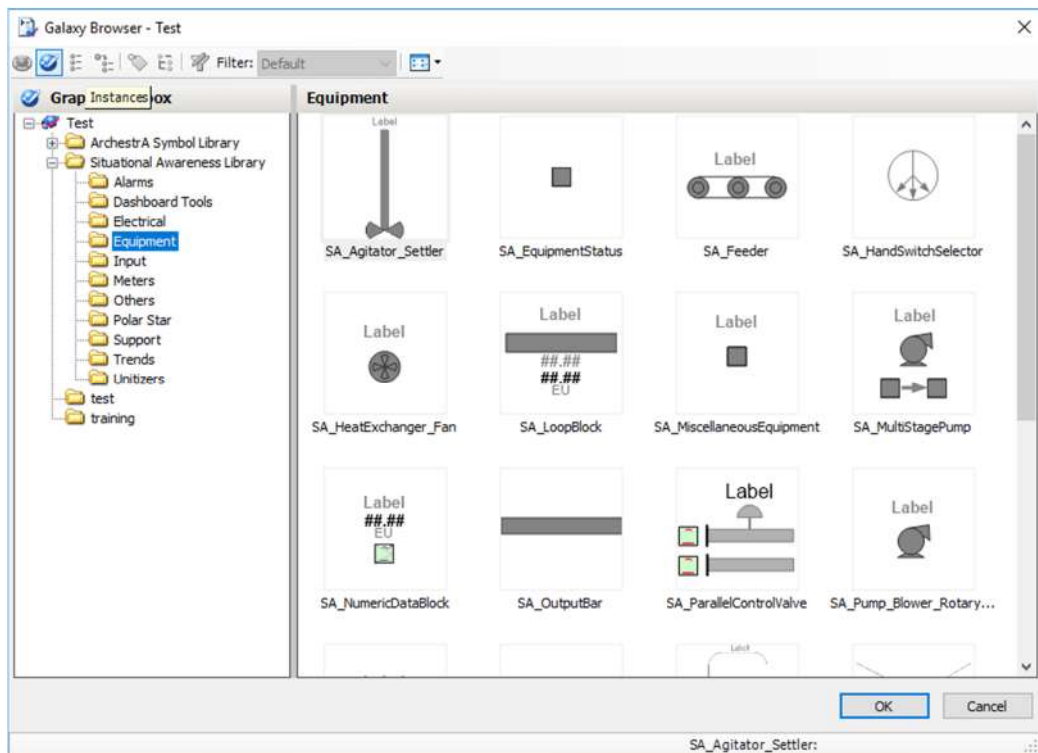 Galaxy Browser - Test
Filter: Default
Grap Instances ox
Equipment
Test
ArchestrA Symbol Library
Situational Awareness Library
Alarms
Dashboard Tools
Electrical
Equipment
Input
Meters
Others
Polar Star
Support
Trends
Unitizers
test
training
Label
Label
SA_Agitator_Settler
SA_EquipmentStatus
SA_Feeder
SA_HandSwitchSelector
Label
Label
##.##
##.##
EU
Label
Label
SA_HeatExchanger_Fan
SA_LoopBlock
SA_MiscellaneousEquipment
SA_MultiStagePump
Label
##.##
EU
Label
Label
SA_NumericDataBlock
SA_OutputBar
SA_ParallelControlValve
SA_Pump_Blower_Rotary...
Label
OK
Cancel
SA_Agitator_Settler: